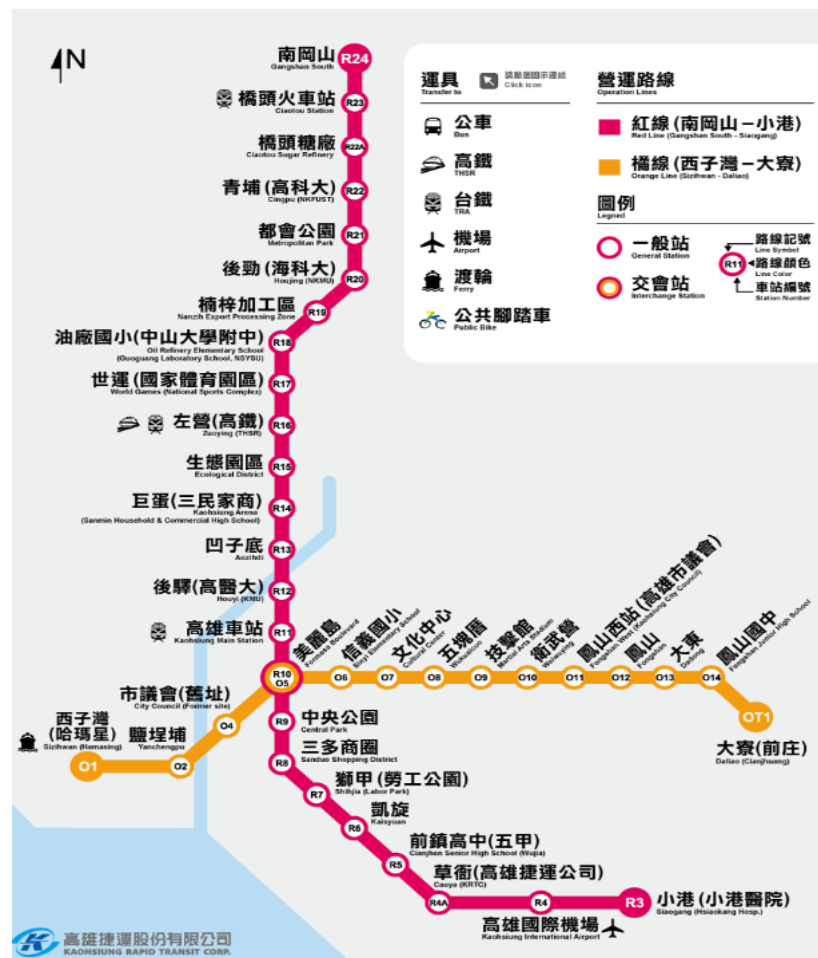 N
南岡山
Gangshan South
R24
橋頭火車站
Ciaotou Station
R23
橋頭糖廠
Ciaotou Sugar Refinery
R22A
青埔(高科大)
Cingpu (NKFUST)
R22
都會公園
Metropolitan Park
R21
後勁(海科大)
Houjing (NKMU)
R20
楠梓加工區
Nanzih Export Processing Zone
R19
油廠國小(中山大學附中)
Oil Refinery Elementary School
(Guoguang Laboratory School, NSYSU)
R18
世運(國家體育園區)
World Games (National Sports Complex)
R17
左營(高鐵)
Zuoying (THSR)
R16
生態園區
Ecological District
R15
巨蛋(三民家商)
Kaohsiung Arena
(Sanmin Household & Commercial High School)
R14
凹子底
Aozihdi
R13
後驛(高醫大)
Houyi (KMU)
R12
高雄車站
Kaohsiung Main Station
R11
美麗島
Formosa Boulevard
R10
O5
信義國小
Sinyi Elementary School
O6
文化中心
Cultural Center
O7
五塊厝
Wukuaicuo
O8
技擊館
Martial Arts Stadium
O9
衛武營
Weiwuying
O10
鳳山西站(高雄市議會)
Fongshan West (Kaohsiung City Council)
O11
鳳山
Fongshan
O12
大東
Dadong
O13
鳳山國中
Fongshan Junior High School
O14
OT1
大寮(前庄)
Daliao (Cianjhuang)
市議會(舊址)
City Council (Former site)
O4
鹽埕埔
Yanchengpu
O2
西子灣
(哈瑪星)
Sizihwan (Hamasing)
O1
R9
中央公園
Central Park
R8
三多商圈
Sanduo Shopping District
R7
獅甲(勞工公園)
Shihjia (Labor Park)
R6
凱旋
Kaisyuan
R5
前鎮高中(五甲)
Cianjhen Senior High School (Wujia)
R4A
草衙(高雄捷運公司)
Caoya (KRTC)
R4
高雄國際機場
Kaohsiung International Airport
R3
小港(小港醫院)
Siaogang (Hsiaokang Hosp.)
運具
Transfer to
請點選圖示連結
Click icon
公車
Bus
高鐵
THSR
台鐵
TRA
機場
Airport
渡輪
Ferry
公共腳踏車
Public Bike
營運路線
Operation Lines
紅線(南岡山－小港)
Red Line (Gangshan South - Siaogang)
橘線(西子灣－大寮)
Orange Line (Sizihwan - Daliao)
圖例
Legned
一般站
General Station
交會站
Interchange Station
R11
路線記號
Line Symbol
路線顏色
Line Color
車站編號
Station Number
高雄捷運股份有限公司
KAOHSIUNG RAPID TRANSIT CORP.